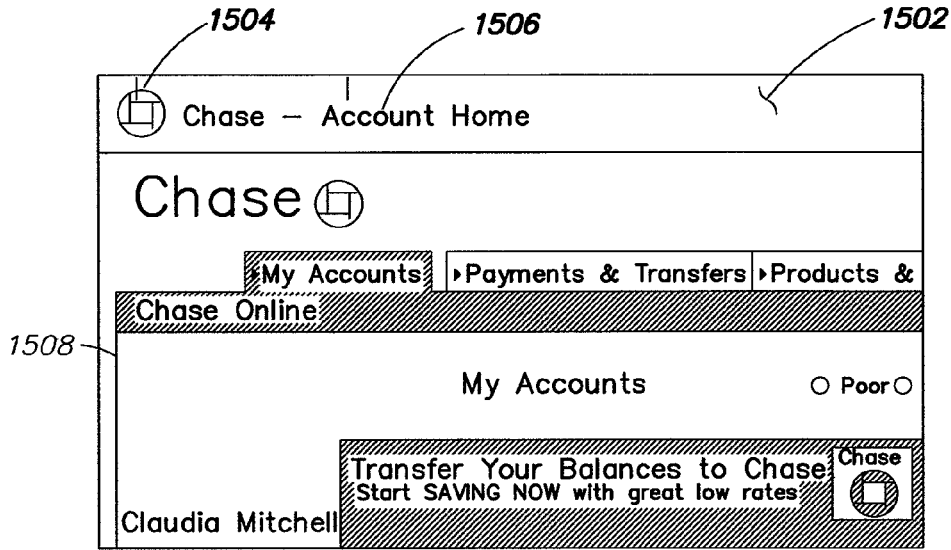 1504 1506 1502
Chase – Account Home
Chase
My Accounts Payments & Transfers Products &
Chase Online
1508
My Accounts Poor
Transfer Your Balances to Chase Chase
Start SAVING NOW with great low rates
Claudia Mitchell